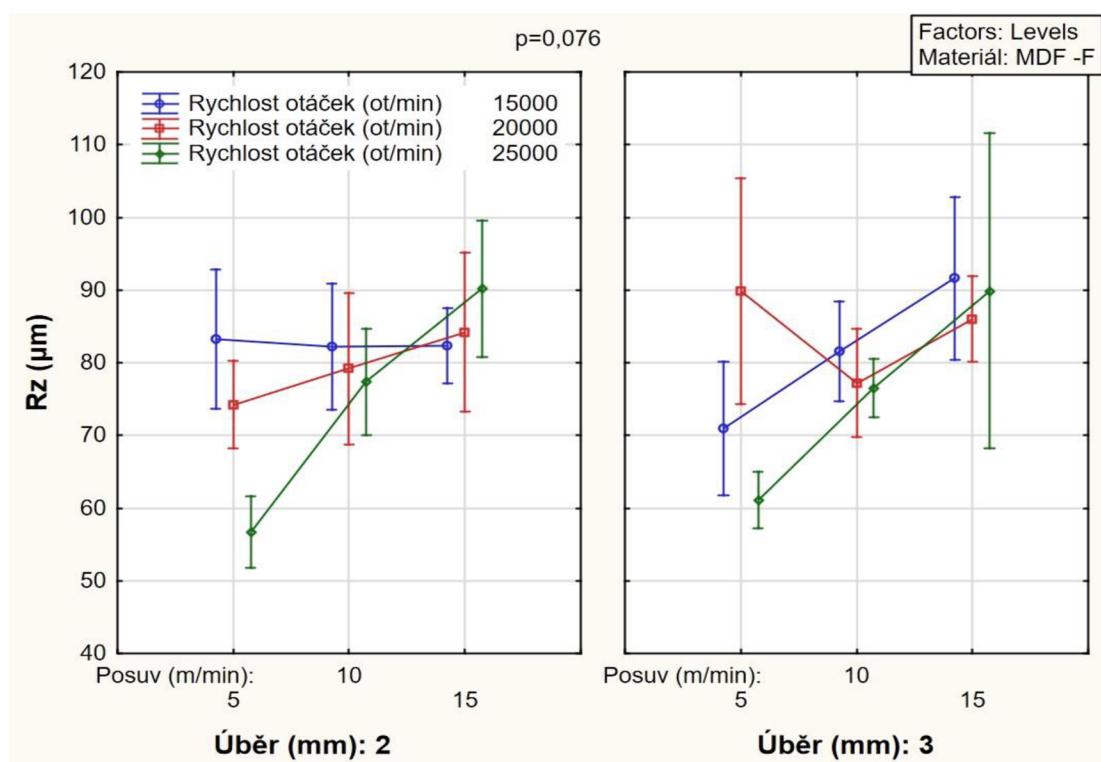 p=0,076
Factors: Levels
Materiál: MDF -F
Rychlost otáček (ot/min) 15000
Rychlost otáček (ot/min) 20000
Rychlost otáček (ot/min) 25000
Rz (µm)
120
110
100
90
80
70
60
50
40
Posuv (m/min): 10
5 15
Posuv (m/min): 10
5 15
Úběr (mm): 2
Úběr (mm): 3